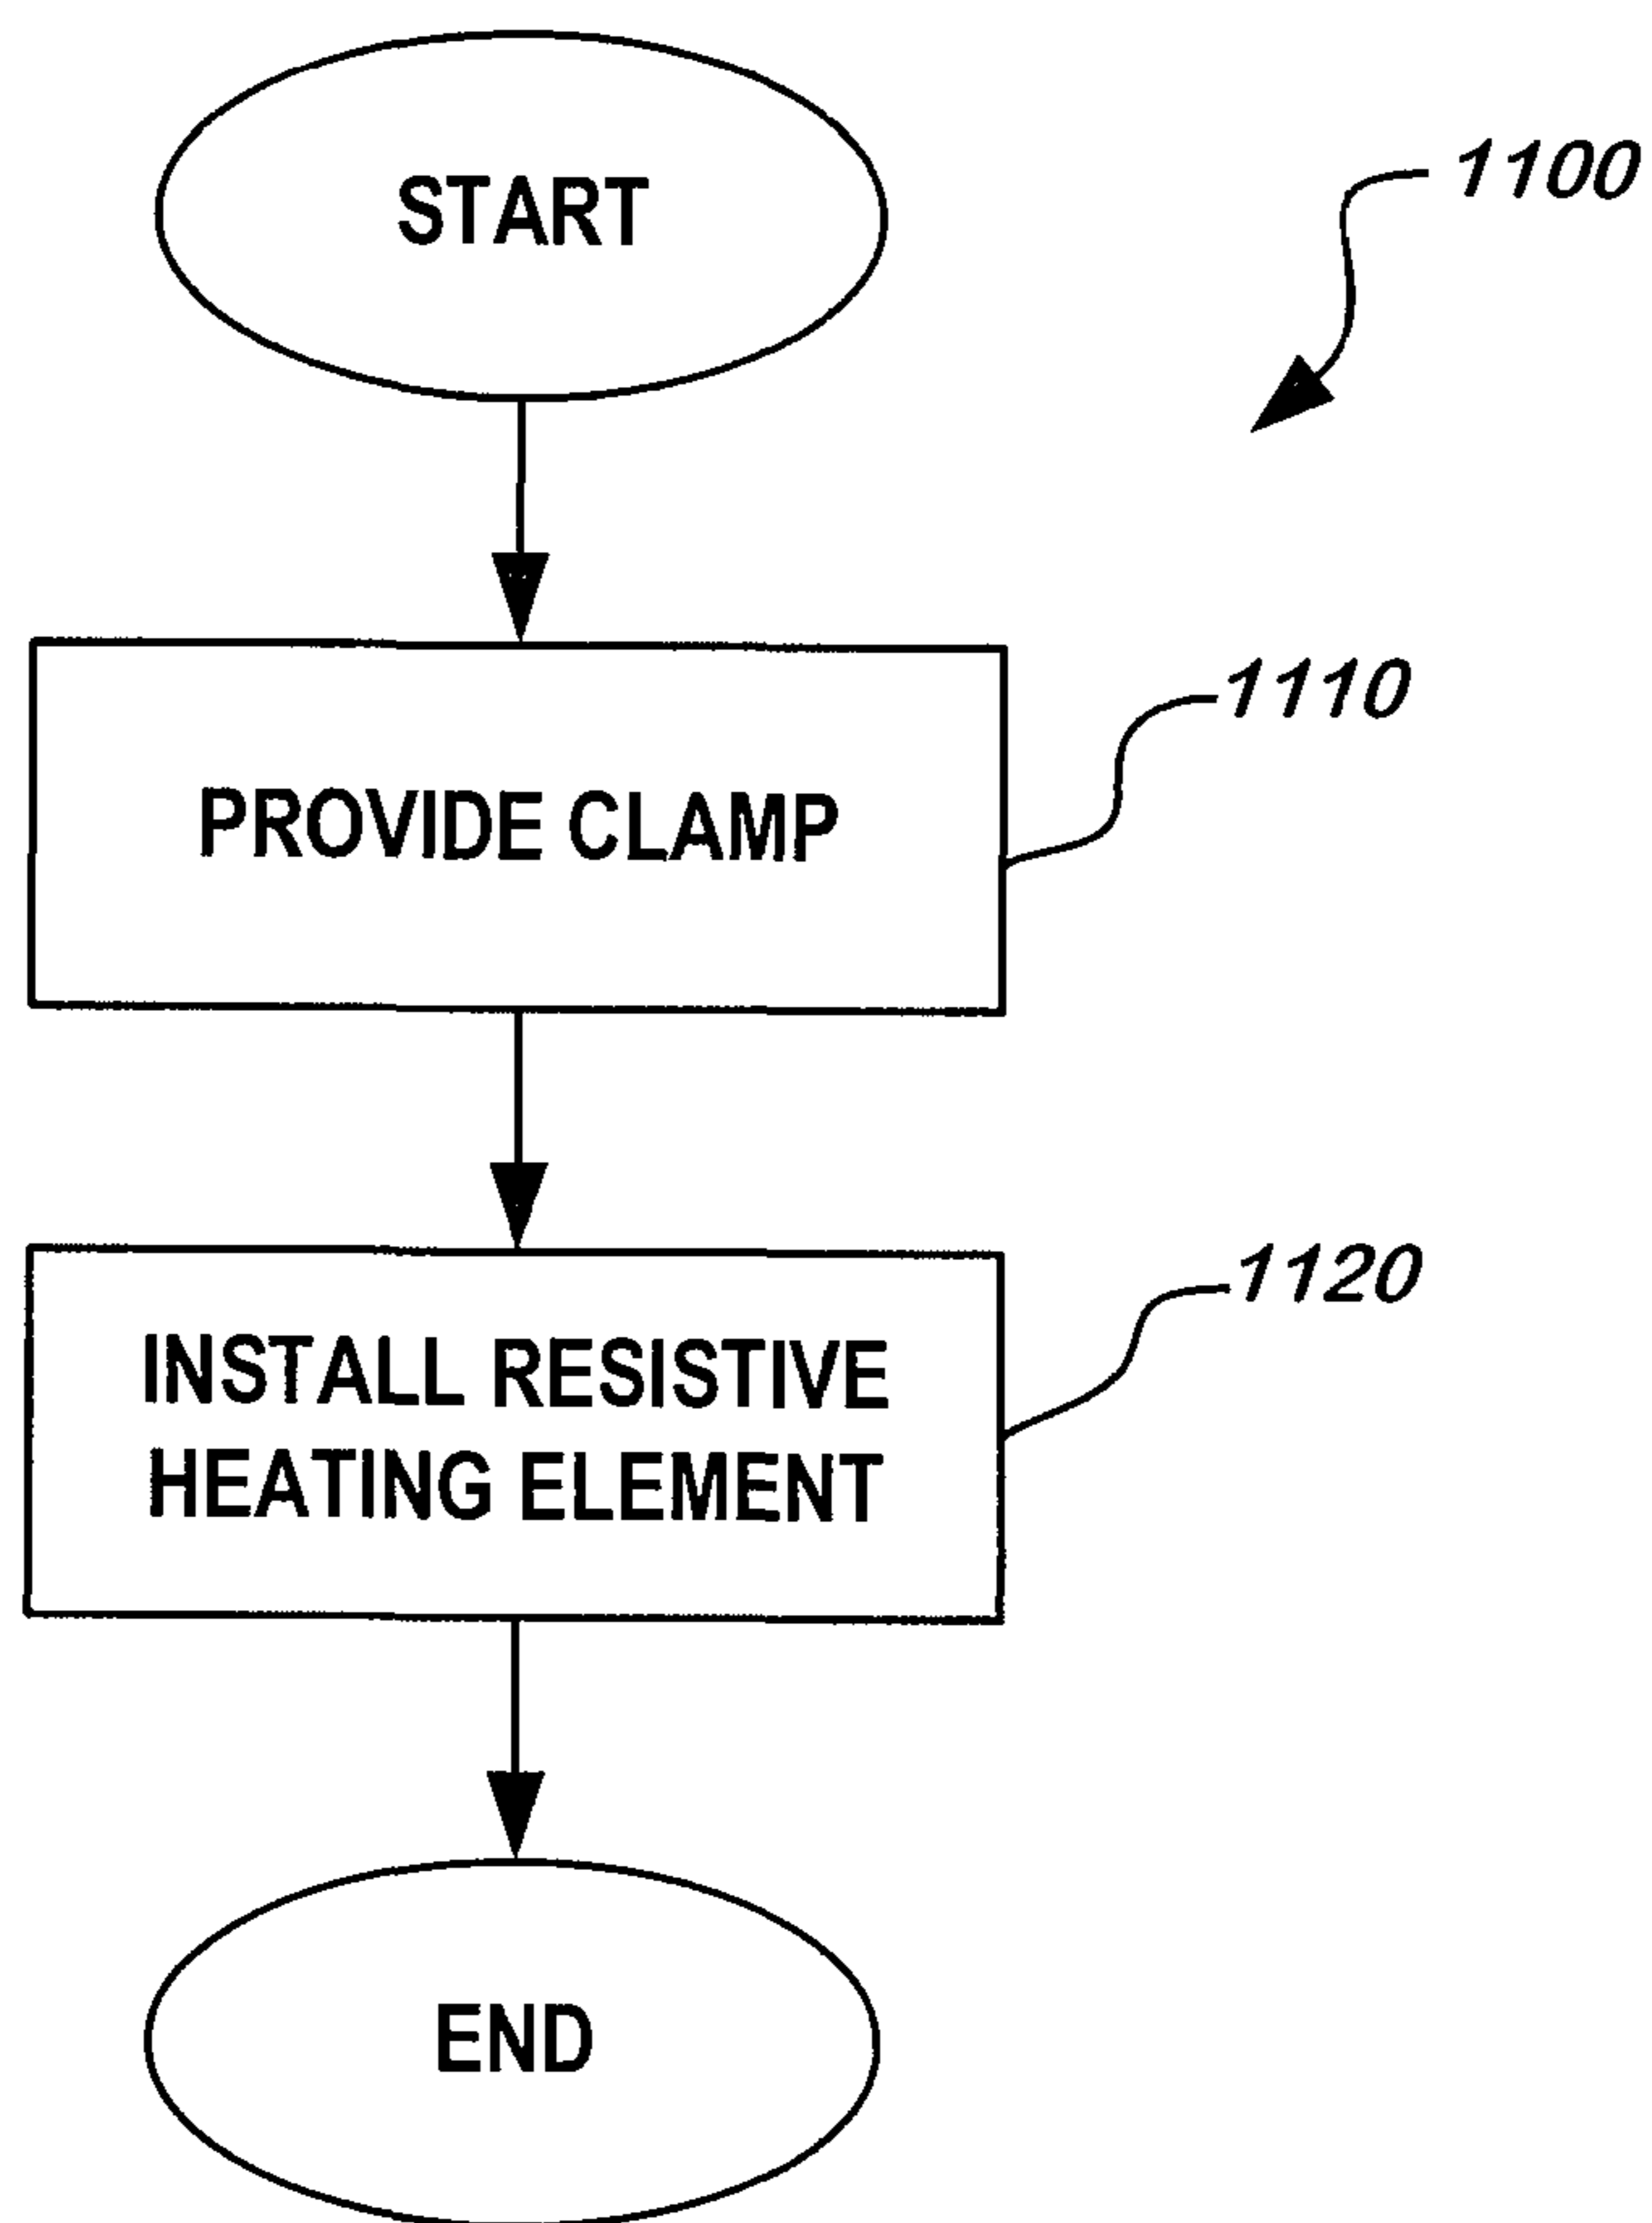 START
1100
1110
PROVIDE CLAMP
1120
INSTALL RESISTIVE
HEATING ELEMENT
END